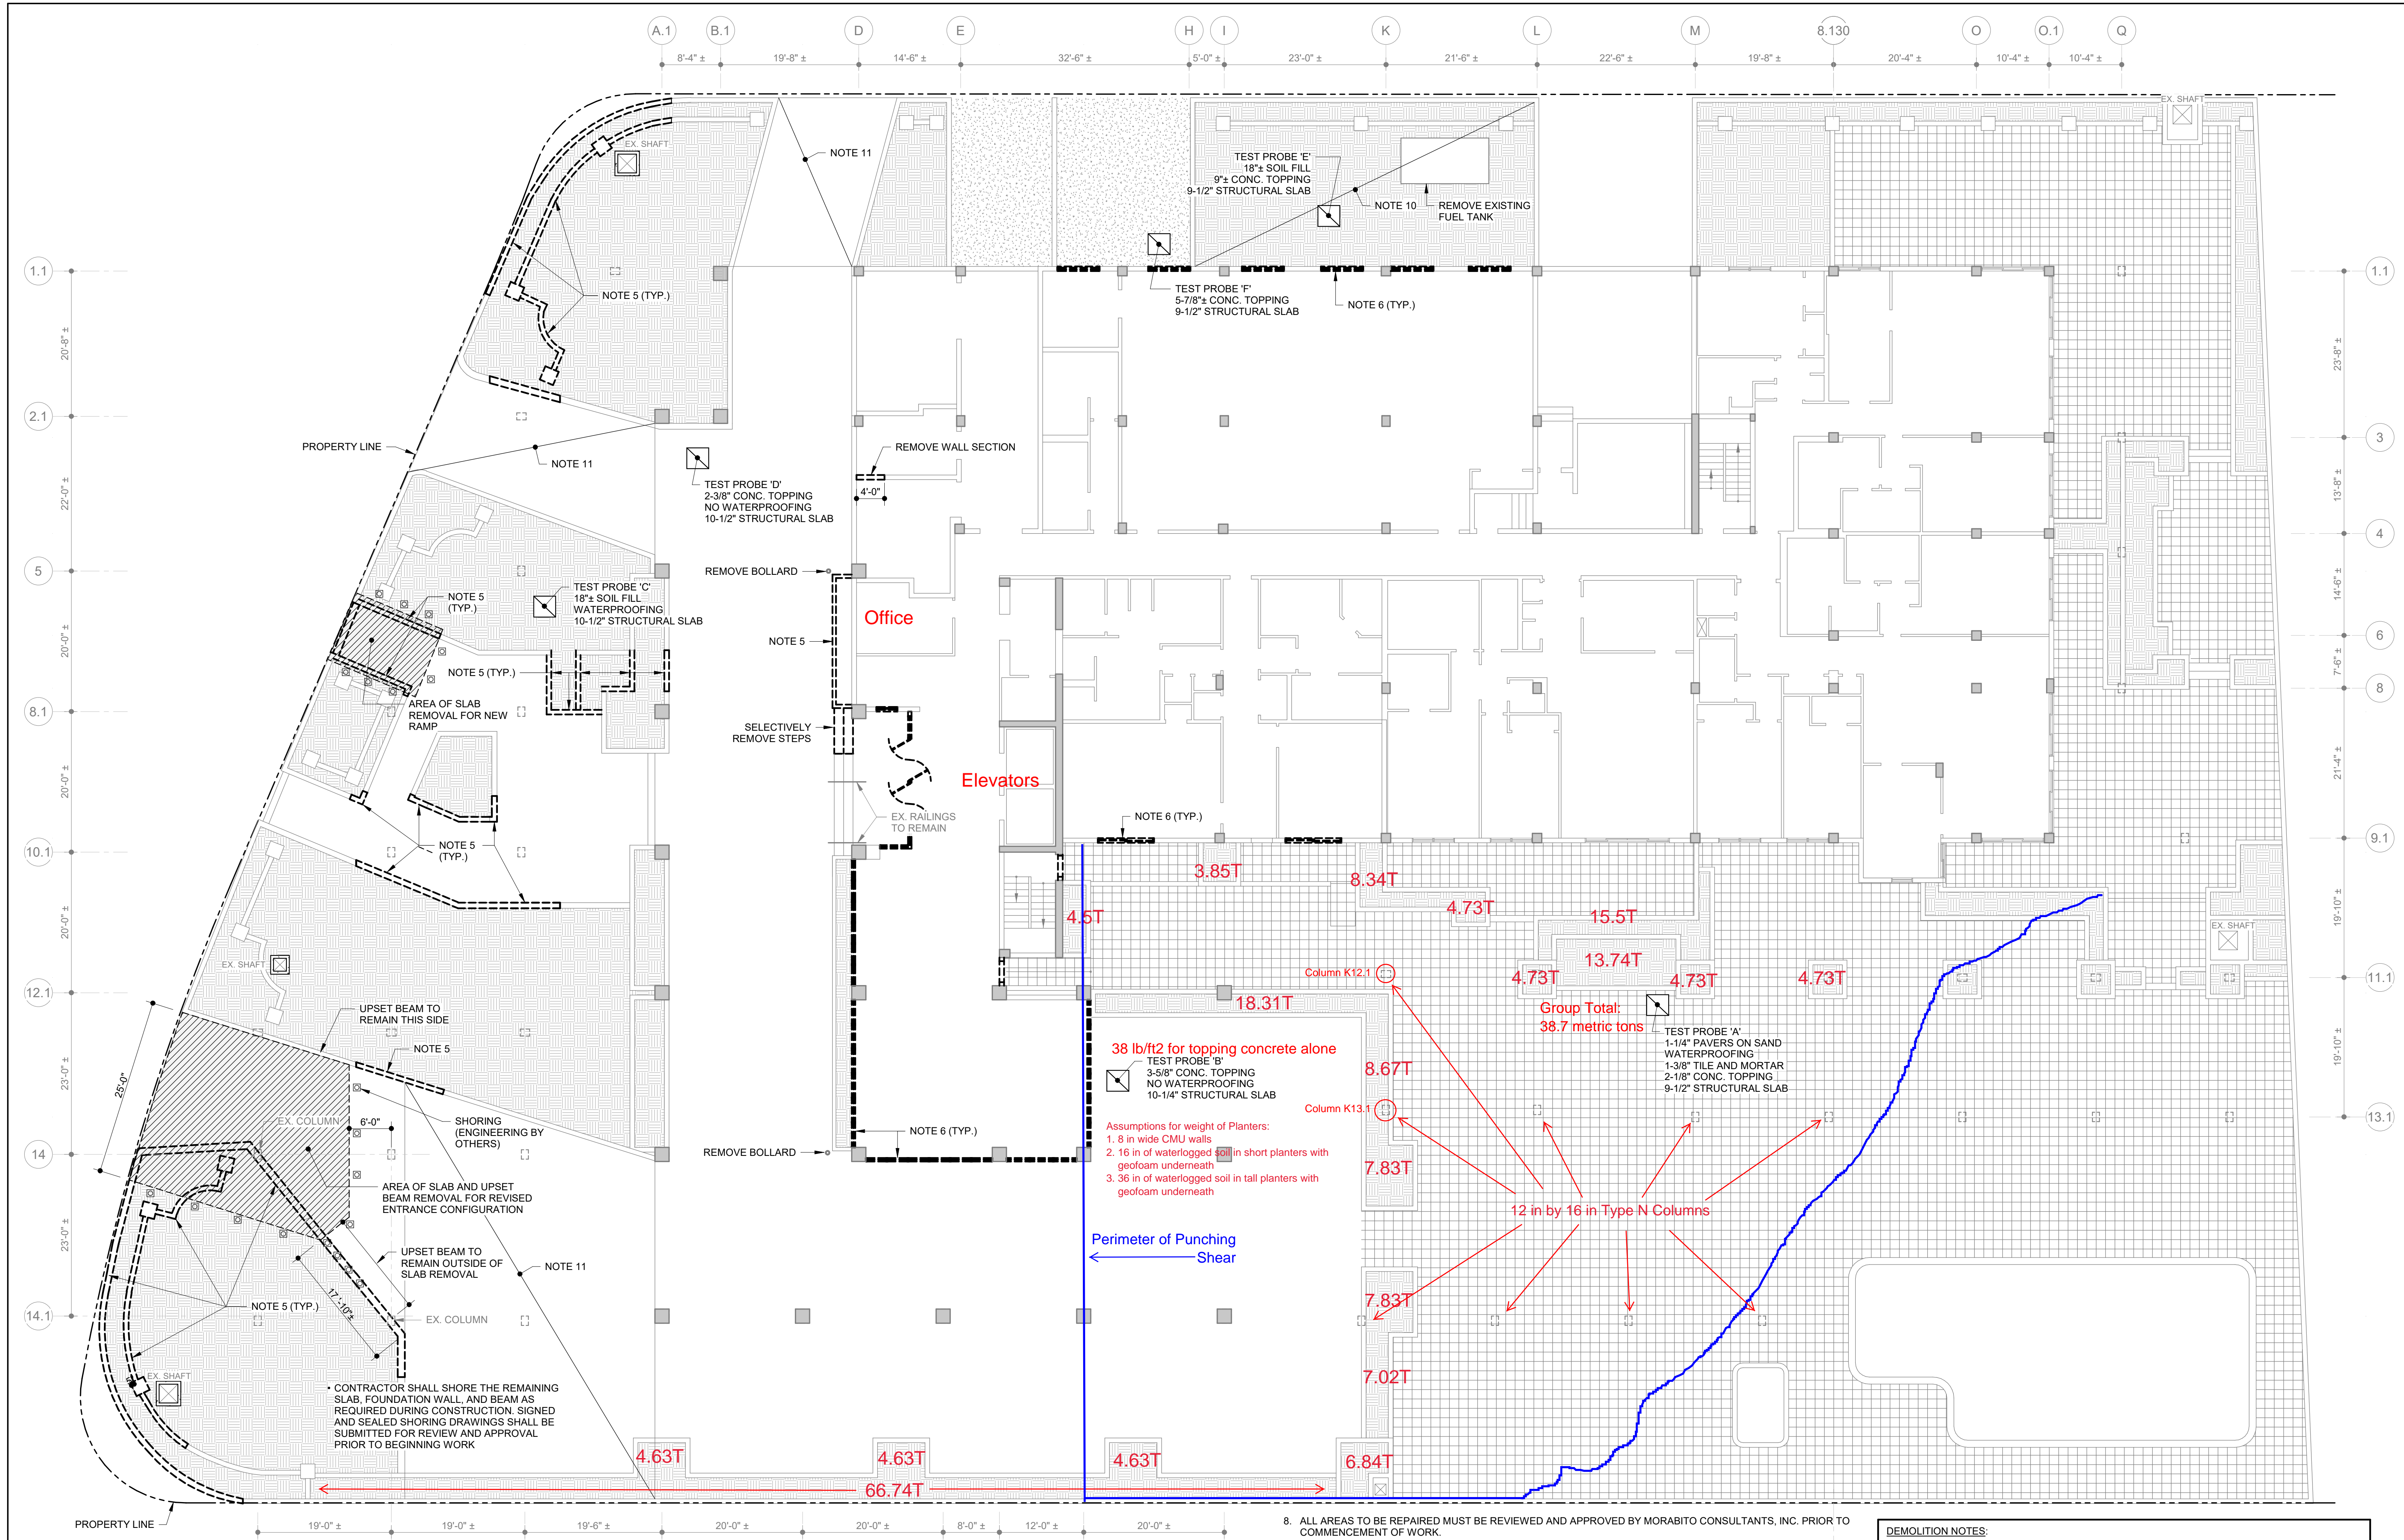 A.1
B.1
D
E
H
I
K
L
M
8.130
O
O.1
Q
8'-4" ±
19'-8" ±
14'-6" ±
32'-6" ±
5'-0" ±
23'-0" ±
21'-6" ±
22'-6" ±
19'-8" ±
20'-4" ±
10'-4" ±
10'-4" ±
EX. SHAFT
EX. SHAFT
NOTE 11
TEST PROBE 'E'
18"± SOIL FILL
9"± CONC. TOPPING
9-1/2" STRUCTURAL SLAB
NOTE 10
REMOVE EXISTING
FUEL TANK
1.1
1.1
NOTE 5 (TYP.)
TEST PROBE 'F'
5-7/8"± CONC. TOPPING
9-1/2" STRUCTURAL SLAB
NOTE 6 (TYP.)
20'-8" ±
23'-8" ±
2.1
3
PROPERTY LINE
NOTE 11
REMOVE WALL SECTION
4'-0"
TEST PROBE 'D'
2-3/8" CONC. TOPPING
NO WATERPROOFING
10-1/2" STRUCTURAL SLAB
22'-0" ±
13'-8" ±
4
5
REMOVE BOLLARD
TEST PROBE 'C'
18"± SOIL FILL
WATERPROOFING
10-1/2" STRUCTURAL SLAB
NOTE 5
(TYP.)
14'-6" ±
Office
20'-0" ±
NOTE 5
6
NOTE 5 (TYP.)
7'-6" ±
8
8.1
AREA OF SLAB
REMOVAL FOR NEW
RAMP
SELECTIVELY
REMOVE STEPS
Elevators
20'-0" ±
21'-4" ±
EX. RAILINGS
TO REMAIN
NOTE 6 (TYP.)
9.1
10.1
NOTE 5
(TYP.)
3.85T
8.34T
4.73T
4.5T
15.5T
20'-0" ±
19'-10" ±
EX. SHAFT
13.74T
EX. SHAFT
Column K12.1
4.73T
4.73T
4.73T
11.1
12.1
UPSET BEAM TO
REMAIN THIS SIDE
18.31T
Group Total:
38.7 metric tons
TEST PROBE 'A'
1-1/4" PAVERS ON SAND
WATERPROOFING
1-3/8" TILE AND MORTAR
2-1/8" CONC. TOPPING
9-1/2" STRUCTURAL SLAB
NOTE 5
38 lb/ft2 for topping concrete alone
TEST PROBE 'B'
3-5/8" CONC. TOPPING
NO WATERPROOFING
10-1/4" STRUCTURAL SLAB
8.67T
23'-0" ±
19'-10" ±
25'-0"
Column K13.1
13.1
EX. COLUMN
6'-0"
SHORING
(ENGINEERING BY
OTHERS)
NOTE 6 (TYP.)
Assumptions for weight of Planters:
1. 8 in wide CMU walls
2. 16 in of waterlogged soil in short planters with
geofoam underneath
3. 36 in of waterlogged soil in tall planters with
geofoam underneath
14
REMOVE BOLLARD
7.83T
AREA OF SLAB AND UPSET
BEAM REMOVAL FOR REVISED
ENTRANCE CONFIGURATION
12 in by 16 in Type N Columns
23'-0" ±
Perimeter of Punching
Shear
UPSET BEAM TO
REMAIN OUTSIDE OF
SLAB REMOVAL
NOTE 11
17'-10"±
NOTE 5 (TYP.)
7.83T
14.1
EX. COLUMN
7.02T
EX. SHAFT
• CONTRACTOR SHALL SHORE THE REMAINING
SLAB, FOUNDATION WALL, AND BEAM AS
REQUIRED DURING CONSTRUCTION. SIGNED
AND SEALED SHORING DRAWINGS SHALL BE
SUBMITTED FOR REVIEW AND APPROVAL
PRIOR TO BEGINNING WORK
4.63T
4.63T
4.63T
6.84T
66.74T
PROPERTY LINE
19'-0" ±
19'-0" ±
19'-6" ±
20'-0" ±
20'-0" ±
8'-0" ±
12'-0" ±
20'-0" ±
8. ALL AREAS TO BE REPAIRED MUST BE REVIEWED AND APPROVED BY MORABITO CONSULTANTS, INC. PRIOR TO
COMMENCEMENT OF WORK.
DEMOLITION NOTES: